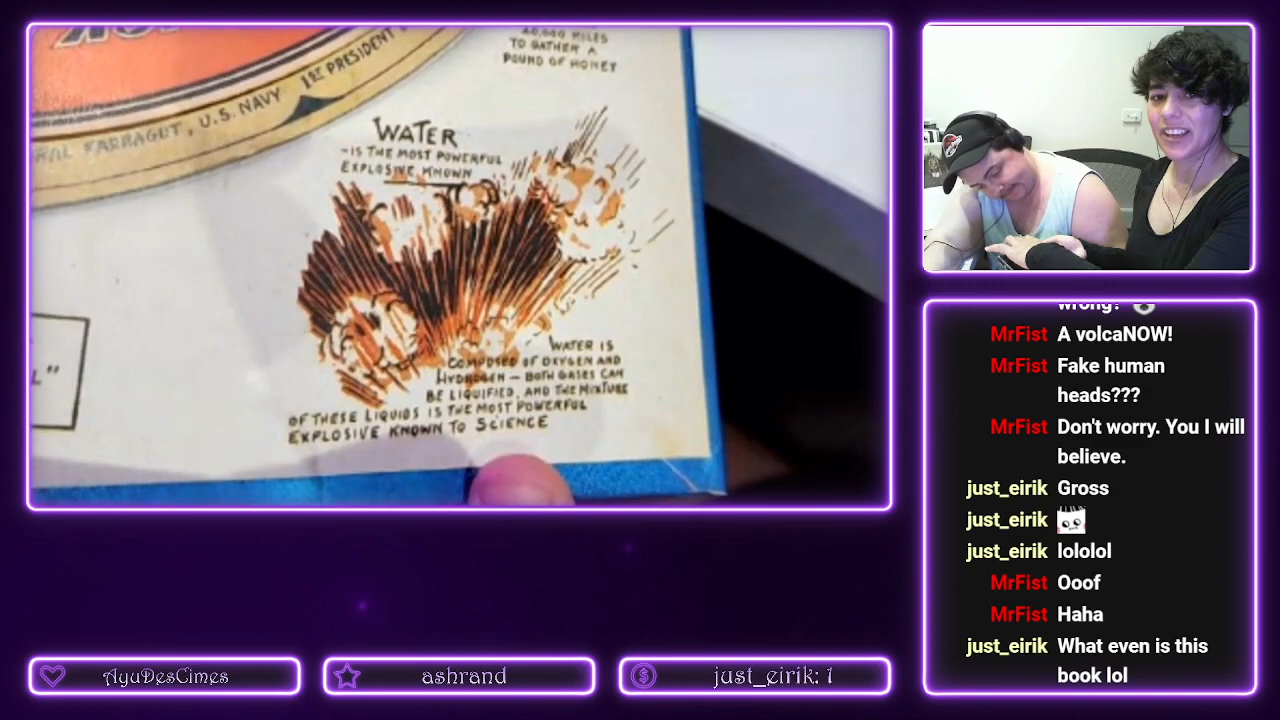 20,000 MILES
TO GATHER A
POUND OF HONEY
1ST PRESIDENT
FARRAGUT, U.S. NAVY
WATER
-IS THE MOST POWERFUL
EXPLOSIVE KNOWN
WATER IS
COMPOSED OF OXYGEN AND
HYDROGEN – BOTH GASES CAN
BE LIQUIFIED, AND THE MIXTURE
OF THESE LIQUIDS IS THE MOST POWERFUL
EXPLOSIVE KNOWN TO SCIENCE
wrong?
MrFist A volcaNOW!
MrFist Fake human
heads???
MrFist Don't worry. You I will
believe.
just_eirik Gross
just_eirik
just_eirik lololol
MrFist Ooof
MrFist Haha
just_eirik What even is this
book lol
AyuDesCimes
ashrand
just_eirik: 1